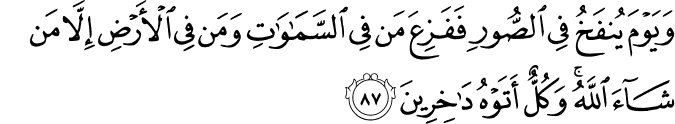 وَيَوْمَ يُنفَخُ فِي ٱلصُّورِ فَفَزِعَ مَن فِي ٱلسَّمَٰوَٰتِ وَمَن فِي ٱلْأَرْضِ إِلَّا مَن
شَآءَ ٱللَّهُ ۚ وَكُلٌّ أَتَوْهُ دَٰخِرِينَ ٨٧